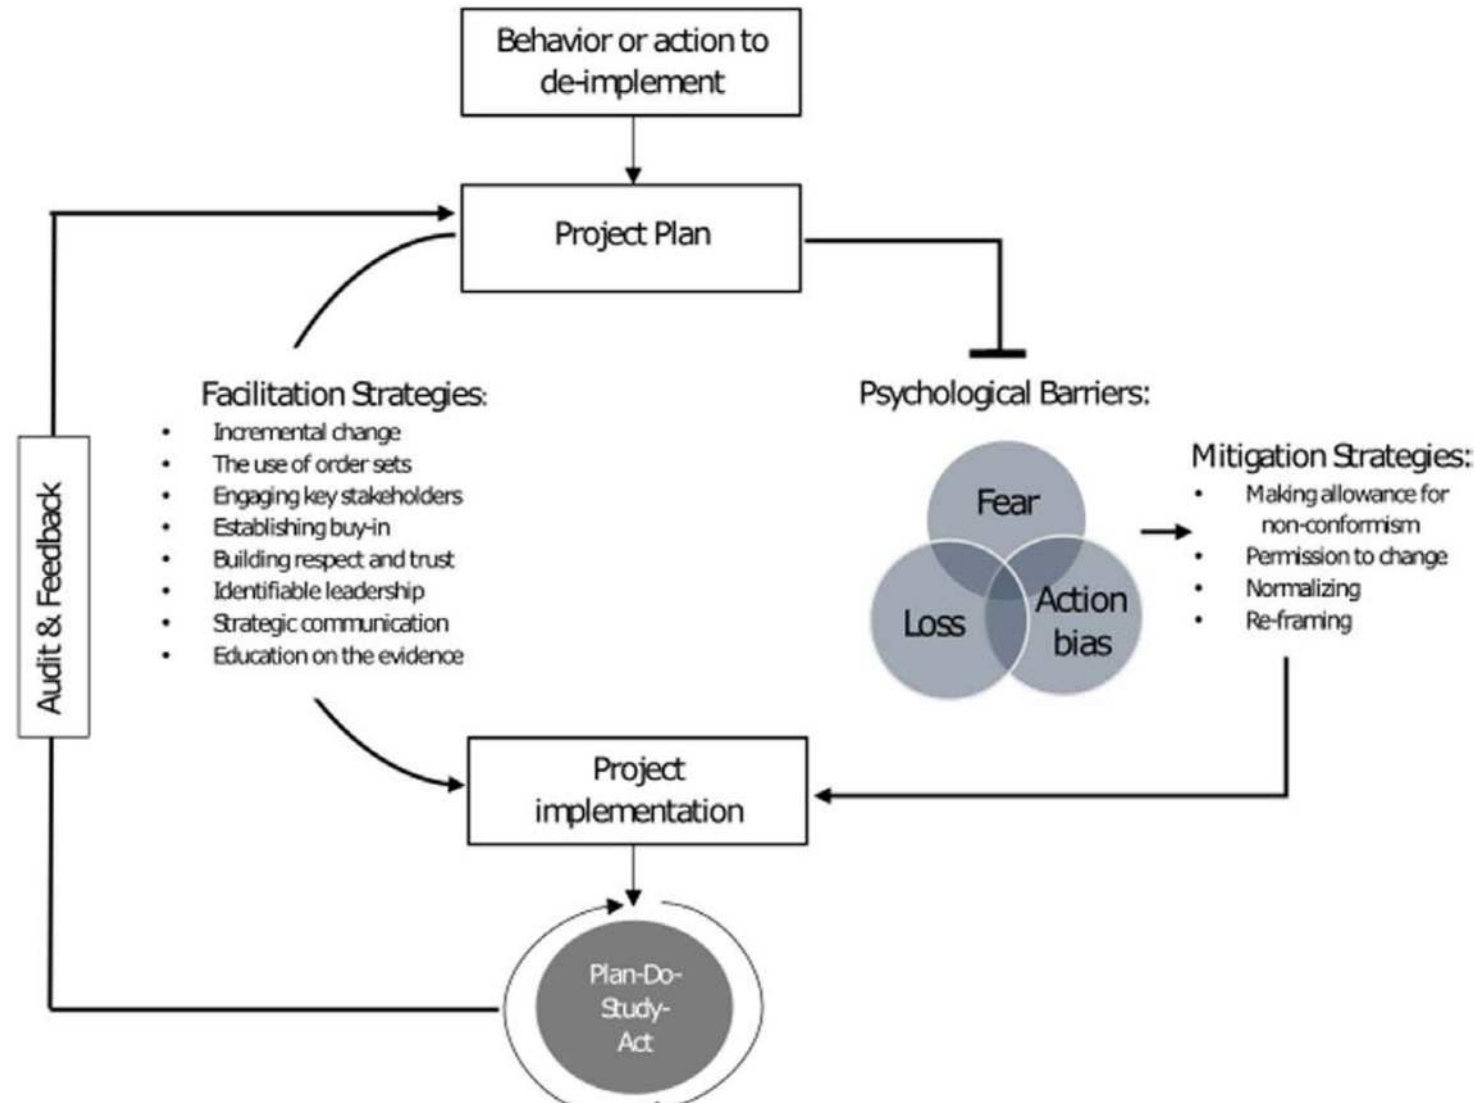 Behavior or action to
de-implement
Project Plan
Facilitation Strategies:
• Incremental change
• The use of order sets
• Engaging key stakeholders
• Establishing buy-in
• Building respect and trust
• Identifiable leadership
• Strategic communication
• Education on the evidence
Psychological Barriers:
Fear
Loss
Action
bias
Mitigation Strategies:
• Making allowance for
non-conformism
• Permission to change
• Normalizing
• Re-framing
Audit & Feedback
Project
implementation
Plan-Do-
Study-
Act